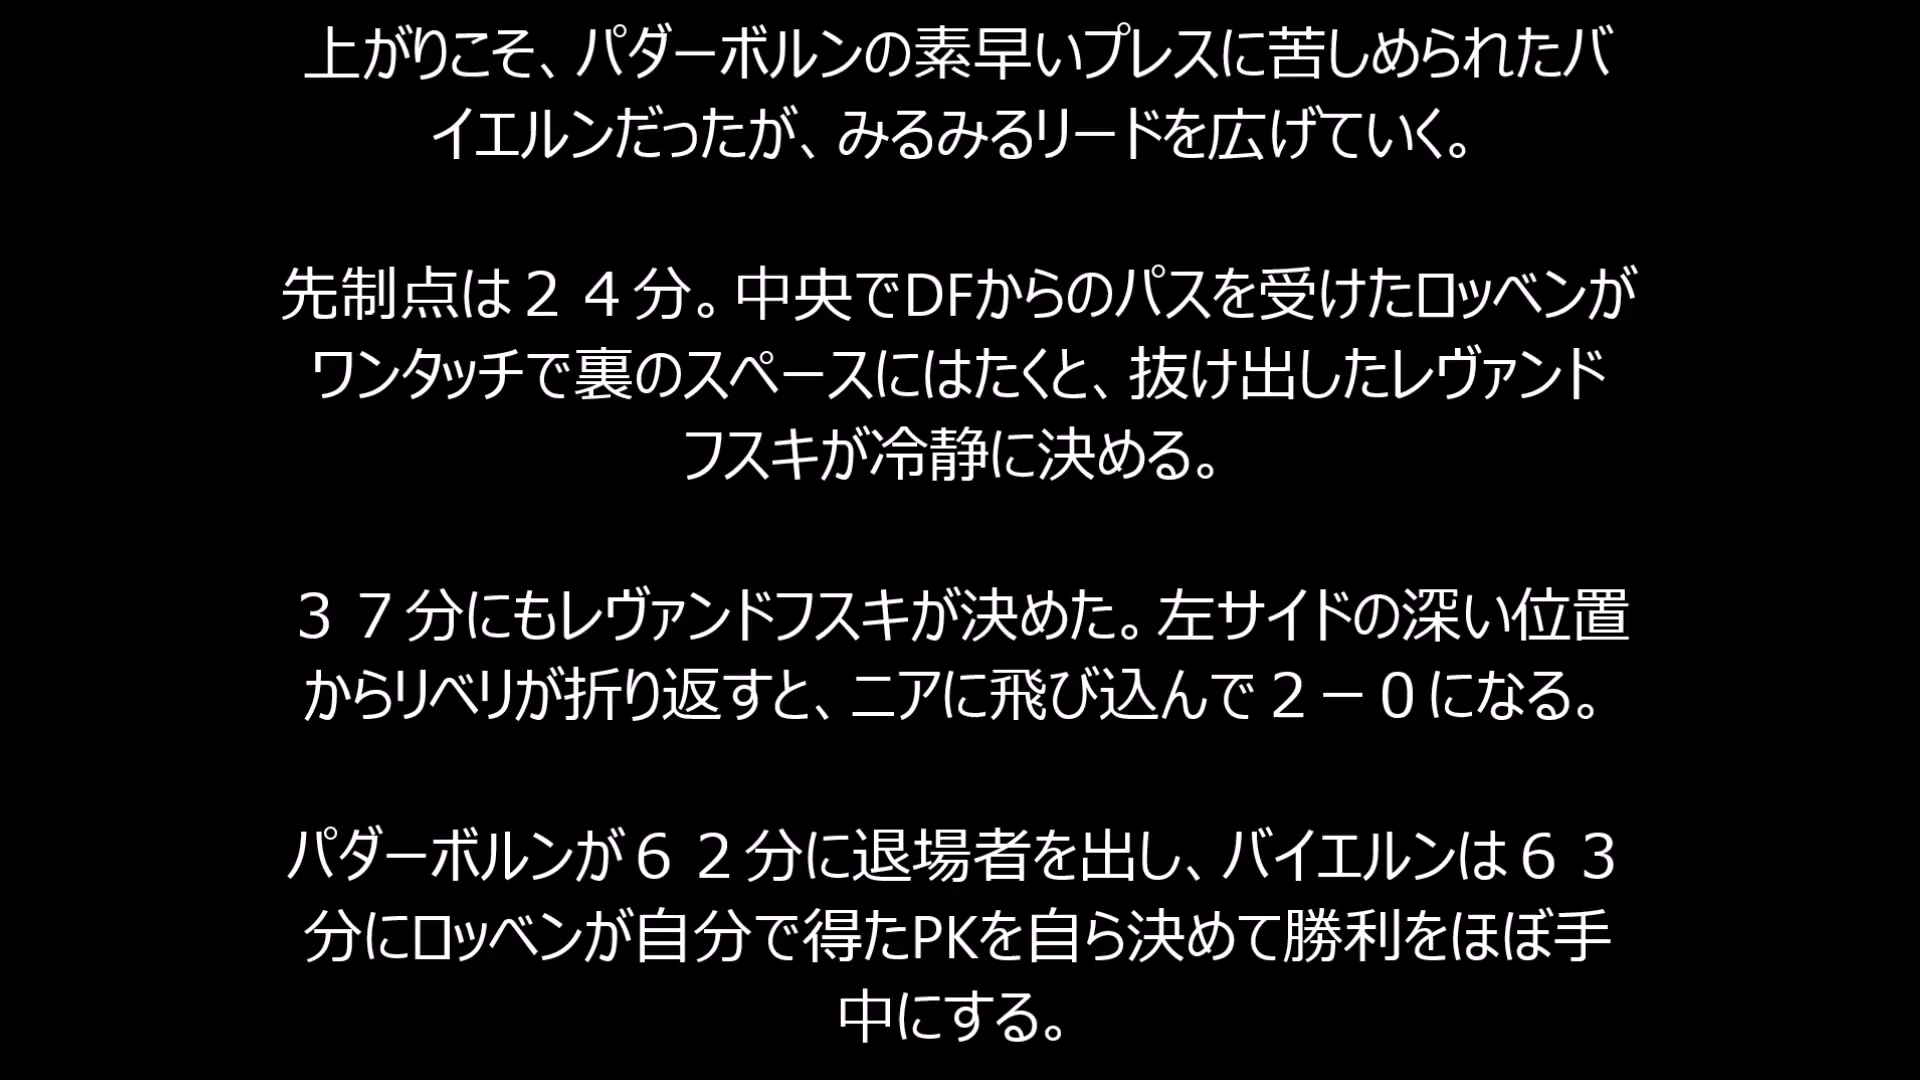 上がりこそ、パダーボルンの素早いプレスに苦しめられたバ
イエルンだったが、みるみるリードを広げていく。
先制点は２４分。中央でDFからのパスを受けたロッベンが
ワンタッチで裏のスペースにはたくと、抜け出したレヴァンド
フスキが冷静に決める。
３７分にもレヴァンドフスキが決めた。左サイドの深い位置
からリベリが折り返すと、ニアに飛び込んで２－０になる。
パダーボルンが６２分に退場者を出し、バイエルンは６３
分にロッベンが自分で得たPKを自ら決めて勝利をほぼ手
中にする。